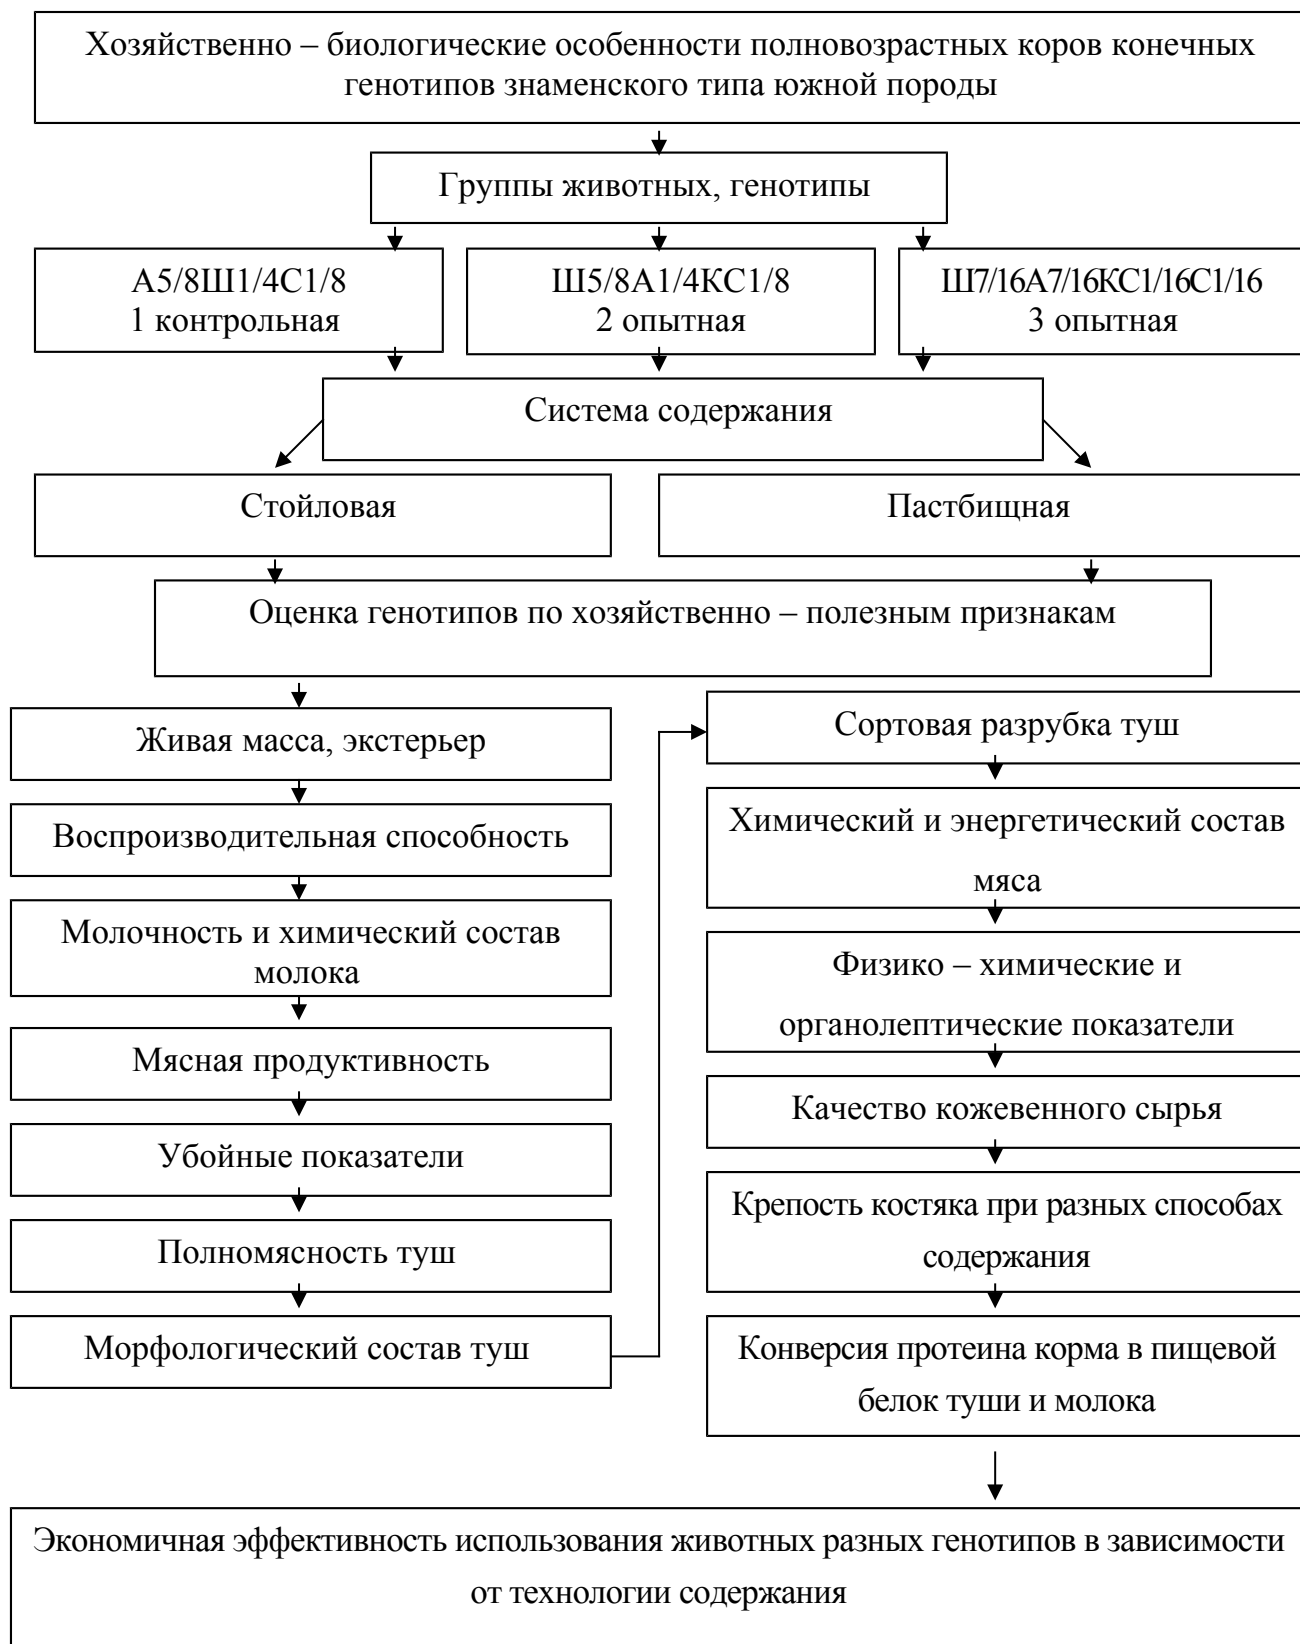 Хозяйственно – биологические особенности полновозрастных коров конечных
генотипов знаменского типа южной породы
Группы животных, генотипы
А5/8Ш1/4С1/8
1 контрольная
Ш5/8А1/4КС1/8
2 опытная
Ш7/16А7/16КС1/16С1/16
3 опытная
Система содержания
Стойловая
Пастбищная
Оценка генотипов по хозяйственно – полезным признакам
Живая масса, экстерьер
Воспроизводительная способность
Молочность и химический состав
молока
Мясная продуктивность
Убойные показатели
Полномясность туш
Морфологический состав туш
Сортовая разрубка туш
Химический и энергетический состав
мяса
Физико – химические и
органолептические показатели
Качество кожевенного сырья
Крепость костяка при разных способах
содержания
Конверсия протеина корма в пищевой
белок туши и молока
Экономичная эффективность использования животных разных генотипов в зависимости
от технологии содержания